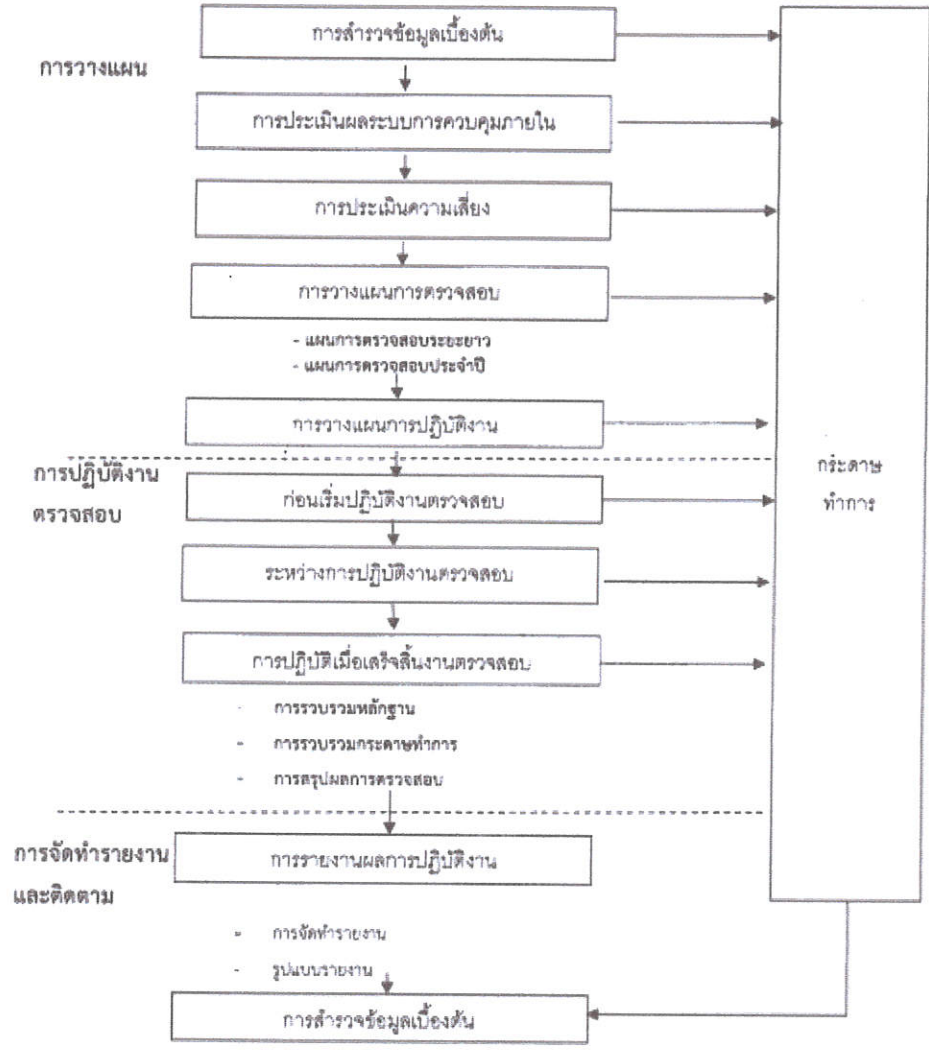 การสำรวจข้อมูลเบื้องต้น
การวางแผน
การประเมินผลระบบการควบคุมภายใน
การประเมินความเสี่ยง
การวางแผนการตรวจสอบ
- แผนการตรวจสอบระยะยาว
- แผนการตรวจสอบประจำปี
การวางแผนการปฏิบัติงาน
การปฏิบัติงาน
ตรวจสอบ
กระดาษ
ทำการ
ก่อนเริ่มปฏิบัติงานตรวจสอบ
ระหว่างการปฏิบัติงานตรวจสอบ
การปฏิบัติเมื่อเสร็จสิ้นงานตรวจสอบ
- การรวบรวมหลักฐาน
- การรวบรวมกระดาษทำการ
- การสรุปผลการตรวจสอบ
การจัดทำรายงาน
และติดตาม
การรายงานผลการปฏิบัติงาน
- การจัดทำรายงาน
- รูปแบบรายงาน
การสำรวจข้อมูลเบื้องต้น